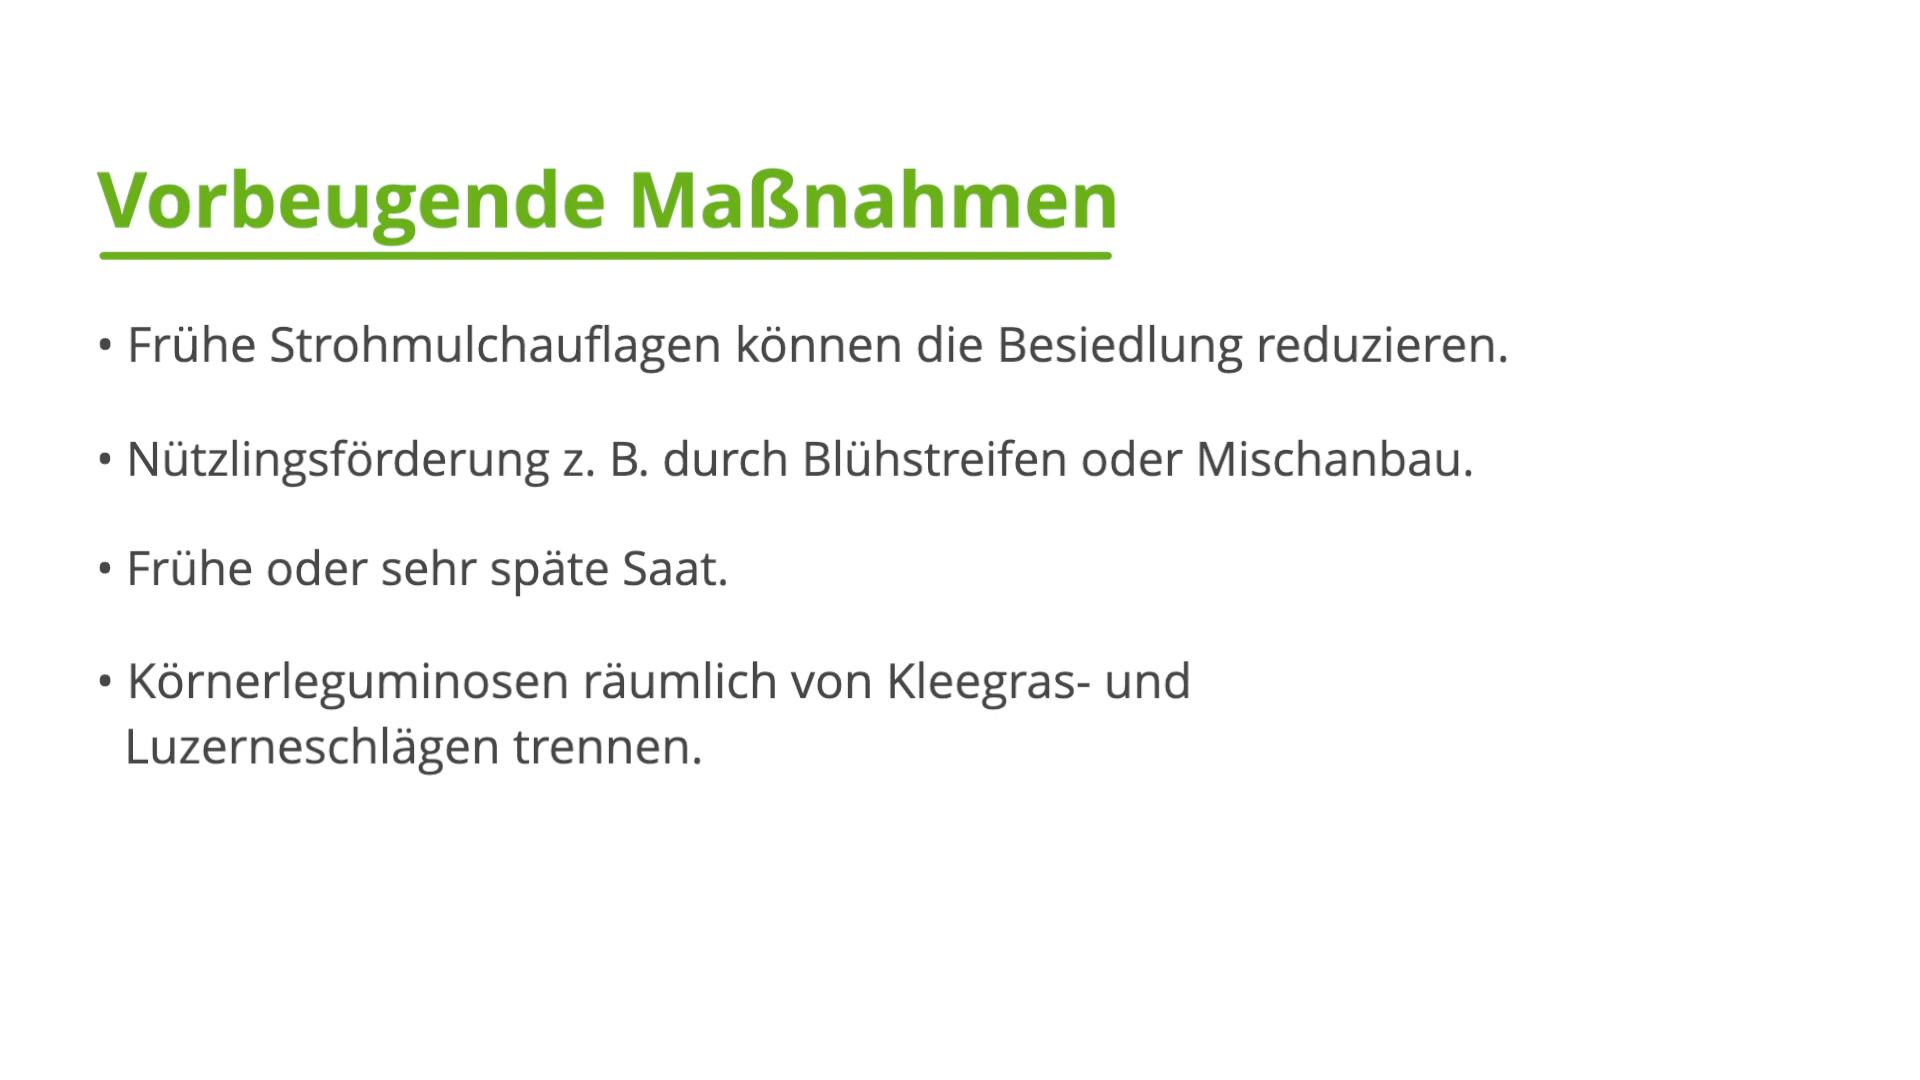 Vorbeugende Maßnahmen
• Frühe Strohmulchauflagen können die Besiedlung reduzieren.
• Nützlingsförderung z. B. durch Blühstreifen oder Mischanbau.
• Frühe oder sehr späte Saat.
• Körnerleguminosen räumlich von Kleegras- und
Luzerneschlägen trennen.